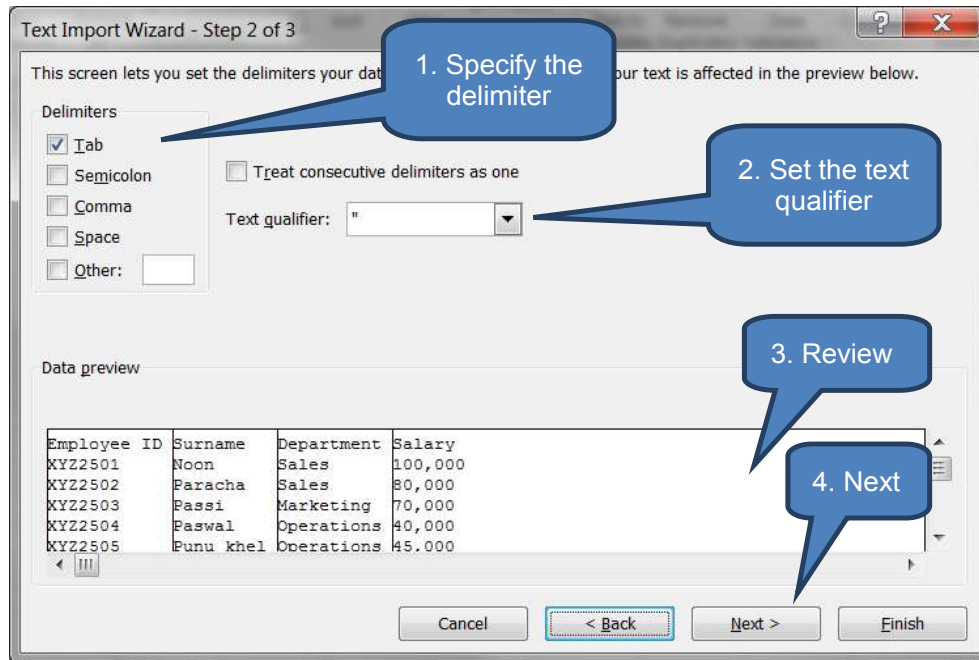 Text Import Wizard - Step 2 of 3
This screen lets you set the delimiters your dat
our text is affected in the preview below.
1. Specify the
delimiter
Delimiters
Tab
Semicolon
Comma
Space
Other:
Treat consecutive delimiters as one
Text qualifier: "
2. Set the text
qualifier
3. Review
Data preview
Employee ID Surname Department Salary
XYZ2501 Noon Sales 100,000
XYZ2502 Paracha Sales 80,000
XYZ2503 Passi Marketing 70,000
XYZ2504 Paswal Operations 40,000
XYZ2505 Punu khel Operations 45.000
4. Next
Cancel
< Back
Next >
Finish